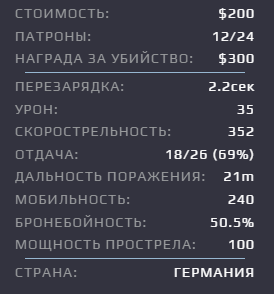 СТОИМОСТЬ: $200
ПАТРОНЫ: 12/24
НАГРАДА ЗА УБИЙСТВО: $300
ПЕРЕЗАРЯДКА: 2.2сек
УРОН: 35
СКОРОСТРЕЛЬНОСТЬ: 352
ОТДАЧА: 18/26 (69%)
ДАЛЬНОСТЬ ПОРАЖЕНИЯ: 21m
МОБИЛЬНОСТЬ: 240
БРОНЕБОЙНОСТЬ: 50.5%
МОЩНОСТЬ ПРОСТРЕЛА: 100
СТРАНА: ГЕРМАНИЯ